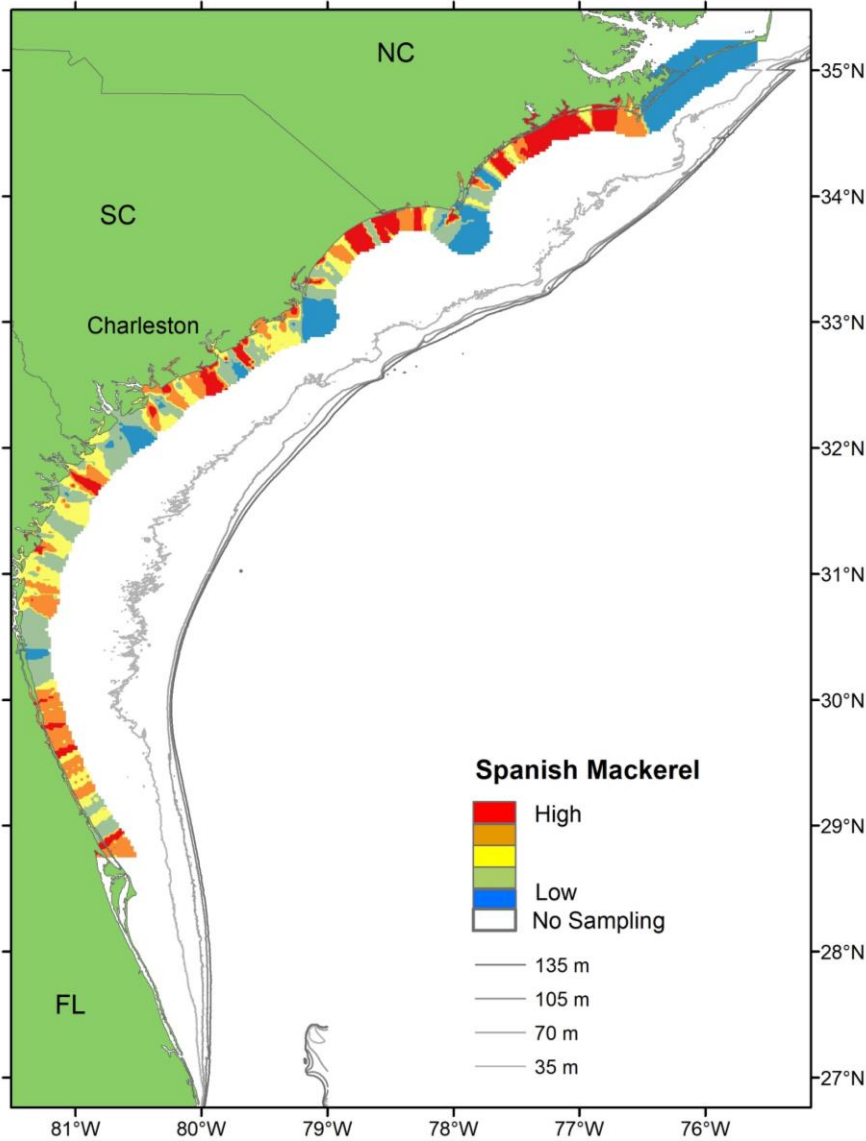 NC
35°N
34°N
SC
33°N
Charleston
32°N
31°N
30°N
Spanish Mackerel
High
29°N
Low
No Sampling
28°N
135 m
105 m
FL
70 m
35 m
27°N
81°W 80°W 79°W 78°W 77°W 76°W